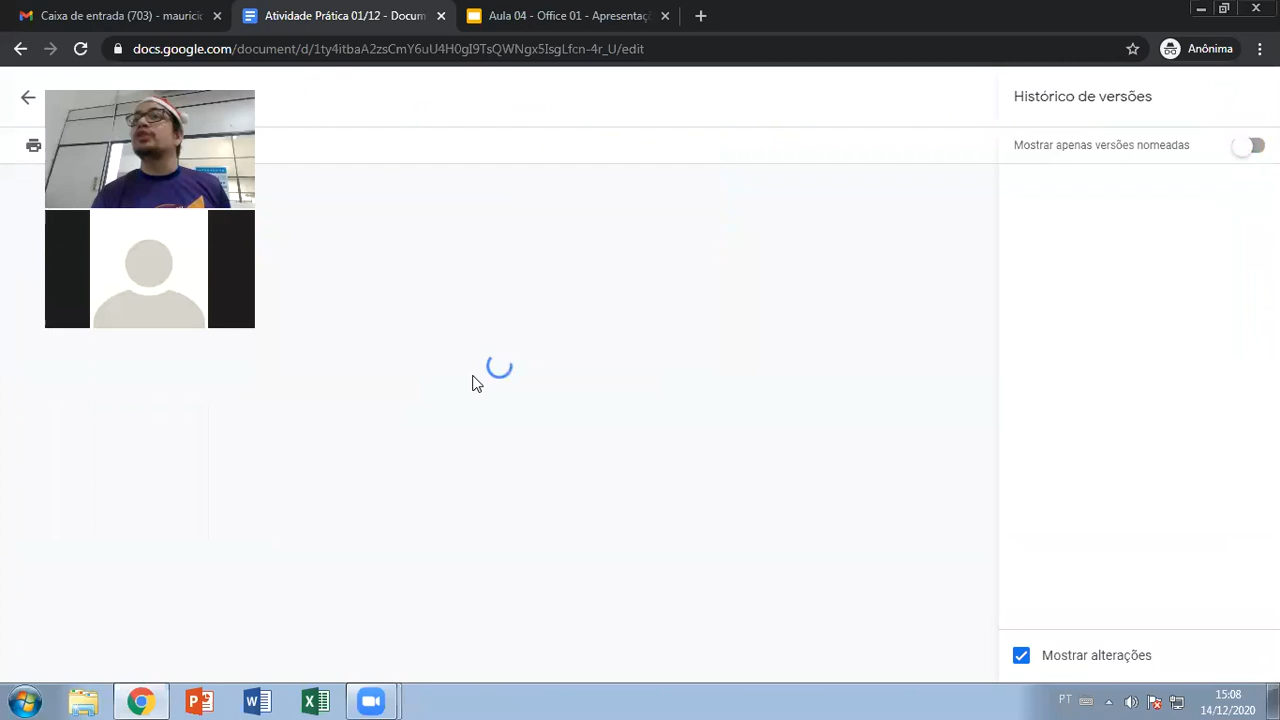 Caixa de entrada (703) - mauricio
Atividade Prática 01/12 - Docum
Aula 04 - Office 01 - Apresentaç
docs.google.com/document/d/1ty4itbaA2zsCmY6uU4H0gI9TsQWNgx5IsgLfcn-4r_U/edit
Anônima
Histórico de versões
Mostrar apenas versões nomeadas
Mostrar alterações
PT
15:08
14/12/2020